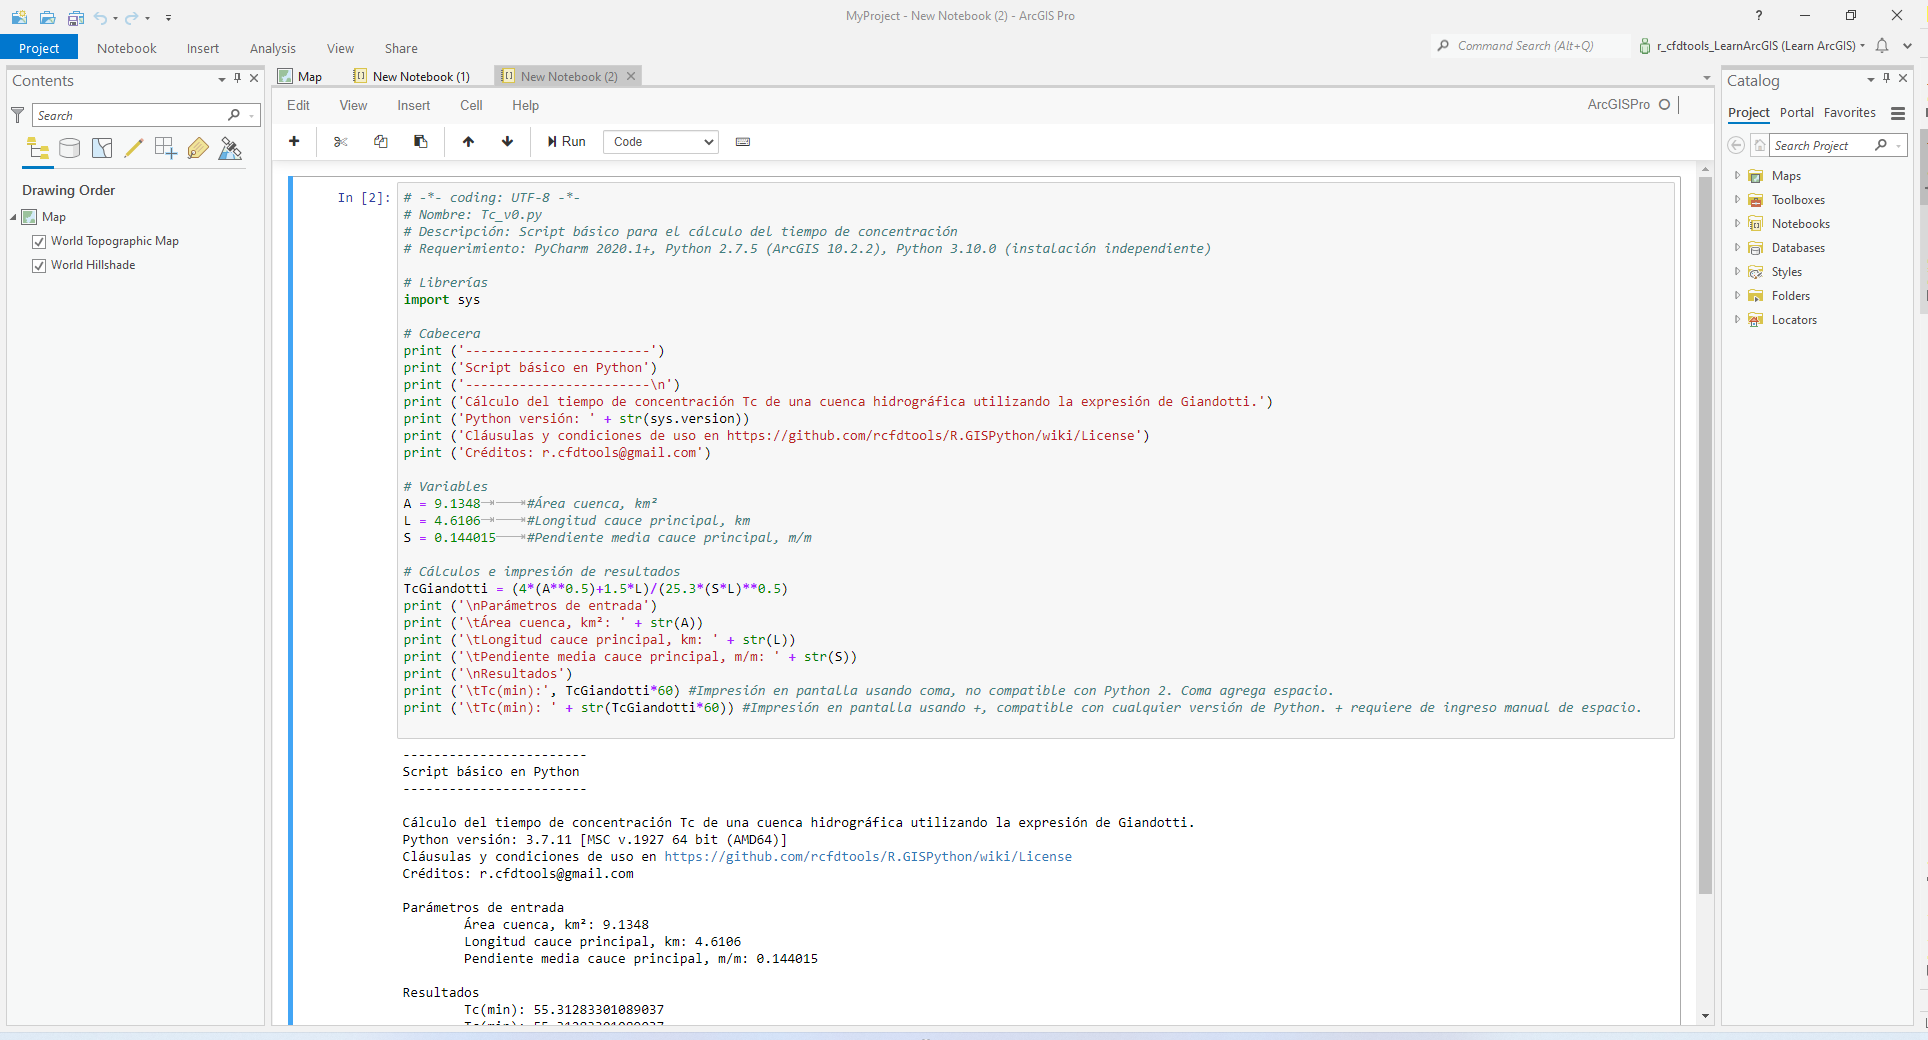 MyProject - New Notebook (2) - ArcGIS Pro
?
Project Notebook Insert Analysis View Share
Command Search (Alt+Q)
r_cfdtools_LearnArcGIS (Learn ArcGIS)
Contents
Search
Drawing Order
Map
World Topographic Map
World Hillshade
Map New Notebook (1) New Notebook (2)
Edit View Insert Cell Help
ArcGISPro
Run Code
In [2]:
# -*- coding: UTF-8 -*-
# Nombre: Tc_v0.py
# Descripción: Script básico para el cálculo del tiempo de concentración
# Requerimiento: PyCharm 2020.1+, Python 2.7.5 (ArcGIS 10.2.2), Python 3.10.0 (instalación independiente)
# Librerías
import sys
# Cabecera
print ('------------------------')
print ('Script básico en Python')
print ('------------------------\n')
print ('Cálculo del tiempo de concentración Tc de una cuenca hidrográfica utilizando la expresión de Giandotti.')
print ('Python versión: ' + str(sys.version))
print ('Cláusulas y condiciones de uso en https://github.com/rcfdtools/R.GISPython/wiki/License')
print ('Créditos: r.cfdtools@gmail.com')
# Variables
A = 9.1348 #Área cuenca, km²
L = 4.6106 #Longitud cauce principal, km
S = 0.144015 #Pendiente media cauce principal, m/m
# Cálculos e impresión de resultados
TcGiandotti = (4*(A**0.5)+1.5*L)/(25.3*(S*L)**0.5)
print ('\nParámetros de entrada')
print ('\tÁrea cuenca, km²: ' + str(A))
print ('\tLongitud cauce principal, km: ' + str(L))
print ('\tPendiente media cauce principal, m/m: ' + str(S))
print ('\nResultados')
print ('\tTc(min):', TcGiandotti*60) #Impresión en pantalla usando coma, no compatible con Python 2. Coma agrega espacio.
print ('\tTc(min): ' + str(TcGiandotti*60)) #Impresión en pantalla usando +, compatible con cualquier versión de Python. + requiere de ingreso manual de espacio.
------------------------
Script básico en Python
------------------------
Cálculo del tiempo de concentración Tc de una cuenca hidrográfica utilizando la expresión de Giandotti.
Python versión: 3.7.11 [MSC v.1927 64 bit (AMD64)]
Cláusulas y condiciones de uso en https://github.com/rcfdtools/R.GISPython/wiki/License
Créditos: r.cfdtools@gmail.com
Parámetros de entrada
Área cuenca, km²: 9.1348
Longitud cauce principal, km: 4.6106
Pendiente media cauce principal, m/m: 0.144015
Resultados
Tc(min): 55.31283301089037
Tc(min): 55.31283301089037
Catalog
Project Portal Favorites
Search Project
Maps
Toolboxes
Notebooks
Databases
Styles
Folders
Locators